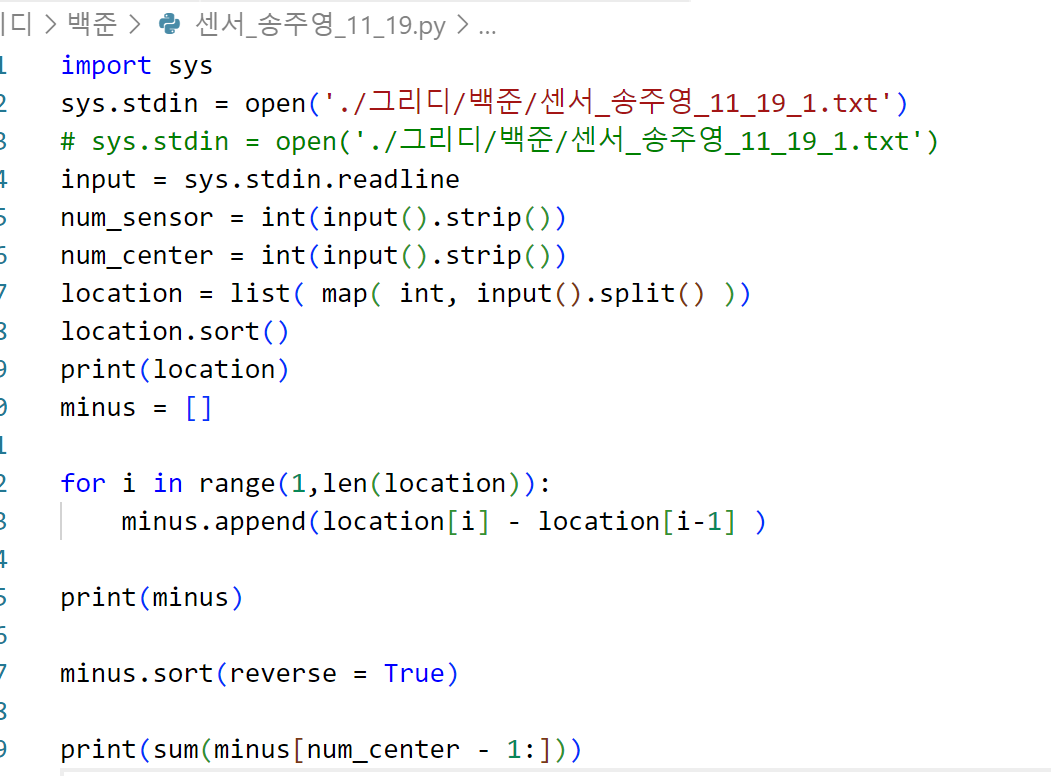 디 > 백준 > 센서_송주영_11_19.py > ...
1 import sys
2 sys.stdin = open('./그리디/백준/센서_송주영_11_19_1.txt')
3 # sys.stdin = open('./그리디/백준/센서_송주영_11_19_1.txt')
4 input = sys.stdin.readline
5 num_sensor = int(input().strip())
6 num_center = int(input().strip())
7 location = list( map( int, input().split() ))
8 location.sort()
9 print(location)
0 minus = []
1
2 for i in range(1,len(location)):
3     minus.append(location[i] - location[i-1] )
4
5 print(minus)
6
7 minus.sort(reverse = True)
8
9 print(sum(minus[num_center - 1:]))